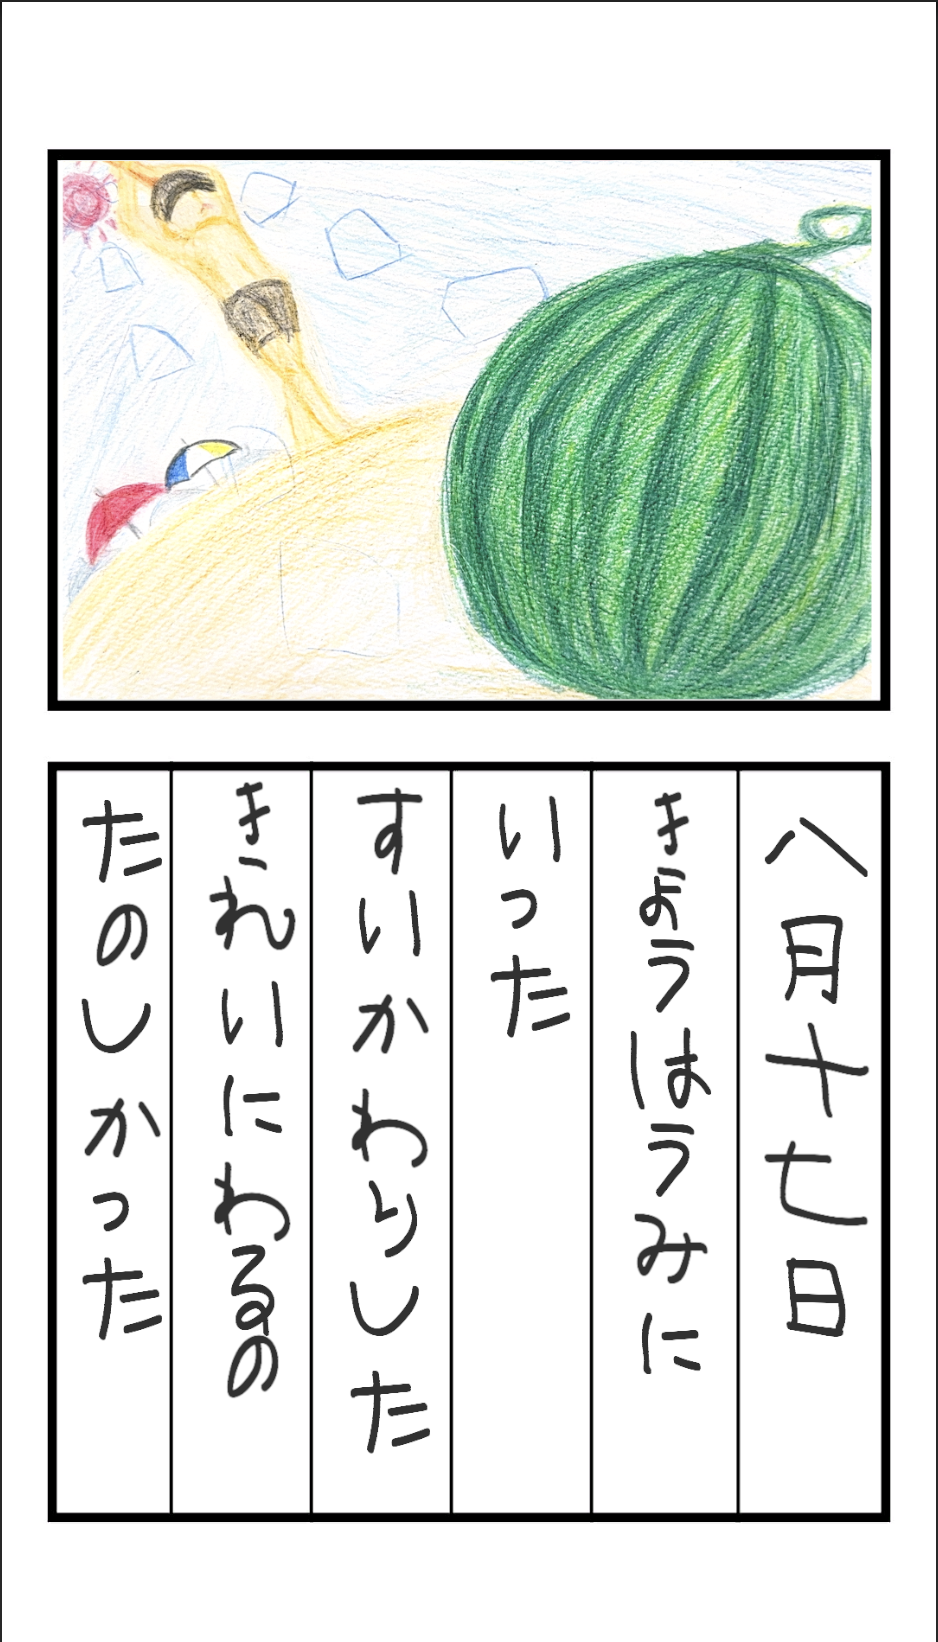 八月十七日
きょうはうみに
いった
すいかわりした
きれいにわるの
たのしかった